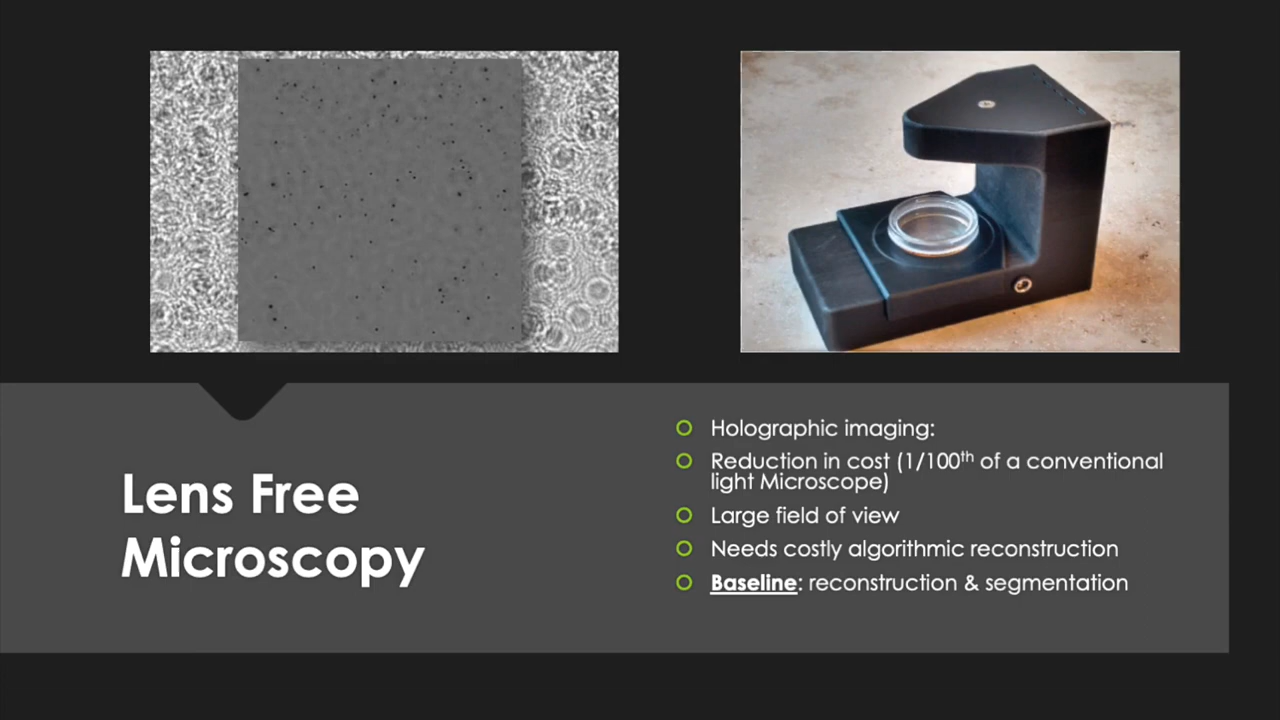 Lens Free
Microscopy
Holographic imaging:
Reduction in cost (1/100th of a conventional
light Microscope)
Large field of view
Needs costly algorithmic reconstruction
Baseline: reconstruction & segmentation